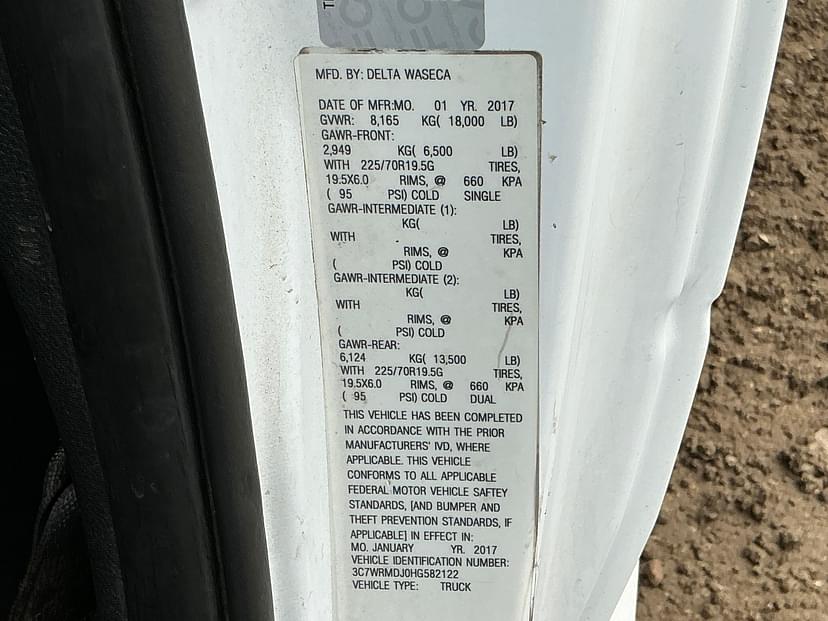 MFD. BY: DELTA WASECA
DATE OF MFR:MO. 01 YR. 2017
GVWR: 8,165 KG( 18,000 LB)
GAWR-FRONT:
2,949 KG( 6,500 LB)
WITH 225/70R19.5G TIRES,
19.5X6.0 RIMS, @ 660 KPA
( 95 PSI) COLD SINGLE
GAWR-INTERMEDIATE (1):
KG( LB)
WITH TIRES,
RIMS, @ KPA
( PSI) COLD
GAWR-INTERMEDIATE (2):
KG( LB)
WITH TIRES,
RIMS, @ KPA
( PSI) COLD
GAWR-REAR:
6,124 KG( 13,500 LB)
WITH 225/70R19.5G TIRES,
19.5X6.0 RIMS, @ 660 KPA
( 95 PSI) COLD DUAL
THIS VEHICLE HAS BEEN COMPLETED
IN ACCORDANCE WITH THE PRIOR
MANUFACTURERS' IVD, WHERE
APPLICABLE. THIS VEHICLE
CONFORMS TO ALL APPLICABLE
FEDERAL MOTOR VEHICLE SAFTEY
STANDARDS, [AND BUMPER AND
THEFT PREVENTION STANDARDS, IF
APPLICABLE] IN EFFECT IN:
MO. JANUARY YR. 2017
VEHICLE IDENTIFICATION NUMBER:
3C7WRMDJ0HG582122
VEHICLE TYPE: TRUCK